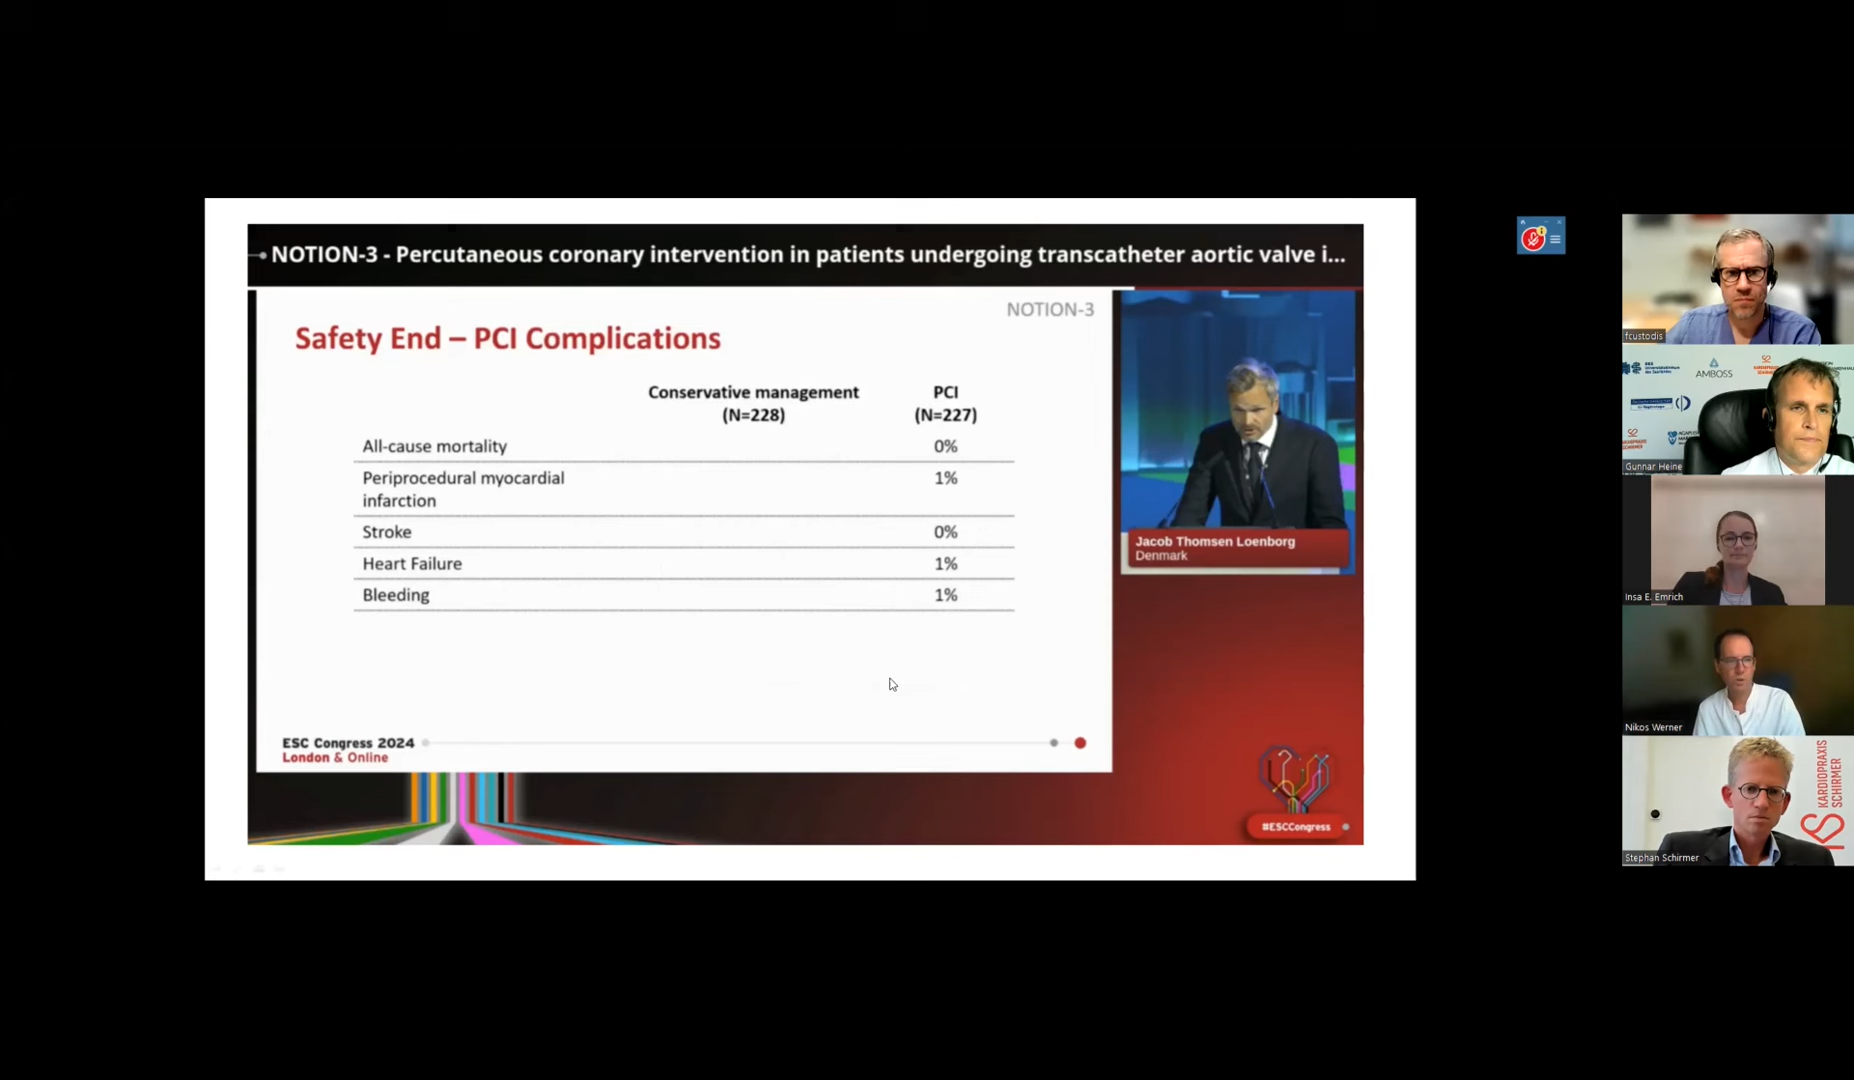 NOTION-3 - Percutaneous coronary intervention in patients undergoing transcatheter aortic valve i...
NOTION-3
Safety End – PCI Complications
Conservative management PCI
(N=228) (N=227)
All-cause mortality 0%
Periprocedural myocardial 1%
infarction
Stroke 0%
Heart Failure 1%
Bleeding 1%
Jacob Thomsen Loenborg
Denmark
ESC Congress 2024
London & Online
#ESCCongress
fcustodis
AMBOSS
Gunnar Heine
Insa E. Emrich
Nikos Werner
KARDIOPRAXIS
SCHIRMER
Stephan Schirmer